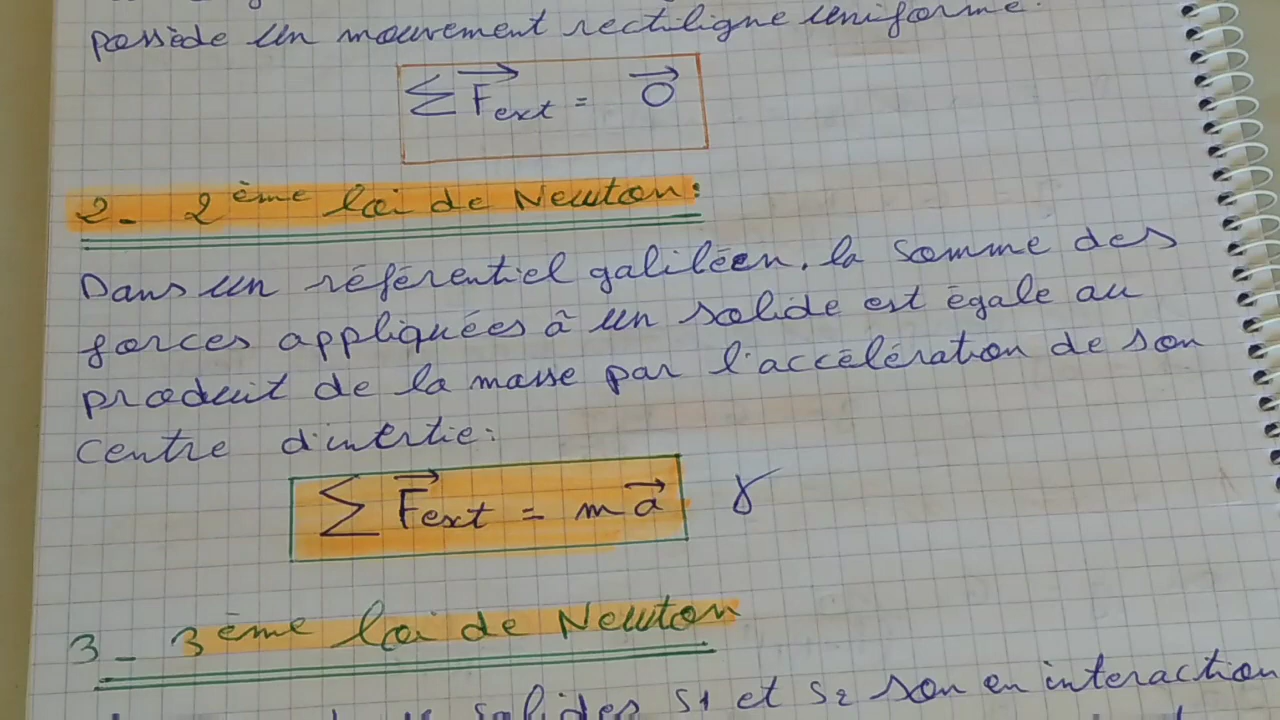 possède un mouvement rectiligne uniforme.
∑F⃗ext = 0⃗
2- 2ème loi de Newton:
Dans un référentiel galiléen, la somme des
forces appliquées à un solide est égale au
produit de la masse par l'accélération de son
centre d'inertie:
∑F⃗ext = ma⃗ γ
3- 3ème loi de Newton
solides S1 et S2 son en interaction